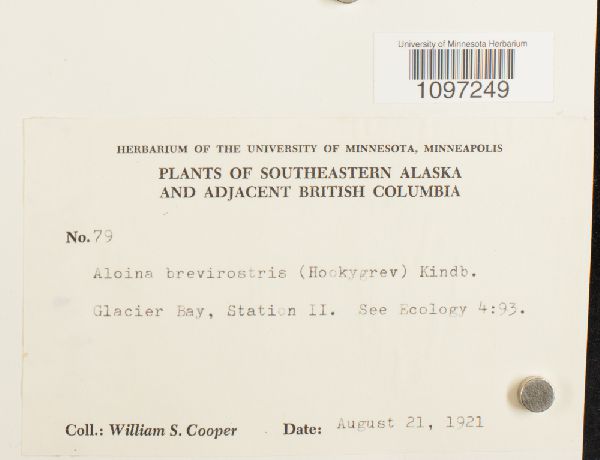 University of Minnesota Herbarium
1097249
HERBARIUM OF THE UNIVERSITY OF MINNESOTA, MINNEAPOLIS
PLANTS OF SOUTHEASTERN ALASKA
AND ADJACENT BRITISH COLUMBIA
No. 79
Aloina brevirostris (Hookygrev) Kindb.
Glacier Bay, Station II. See Ecology 4:93.
Coll.: William S. Cooper Date: August 21, 1921